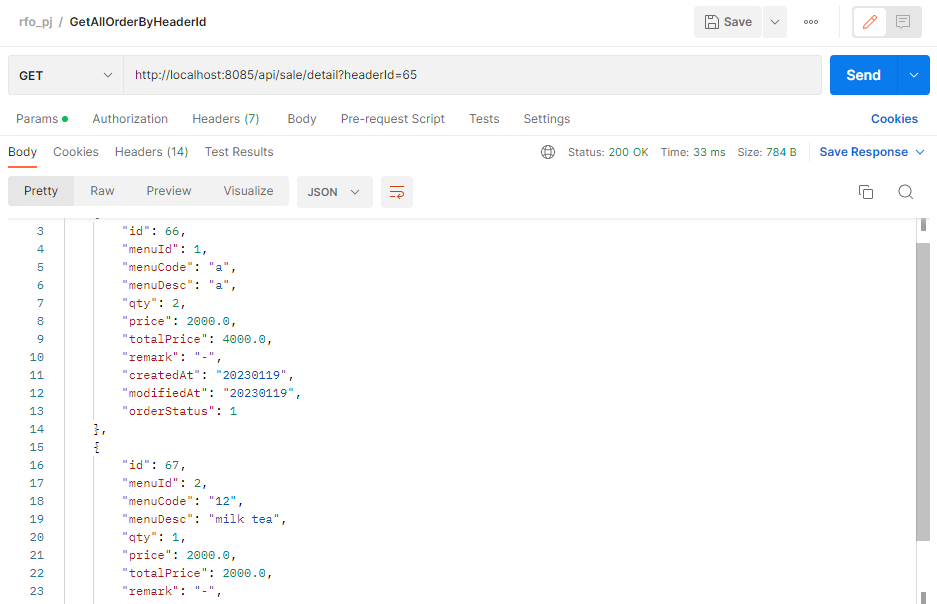 rfo_pj / GetAllOrderByHeaderId
Save
GET
http://localhost:8085/api/sale/detail?headerId=65
Send
Params Authorization Headers (7) Body Pre-request Script Tests Settings Cookies
Body Cookies Headers (14) Test Results Status: 200 OK Time: 33 ms Size: 784 B Save Response
Pretty Raw Preview Visualize JSON
3 "id": 66,
4 "menuId": 1,
5 "menuCode": "a",
6 "menuDesc": "a",
7 "qty": 2,
8 "price": 2000.0,
9 "totalPrice": 4000.0,
10 "remark": "-",
11 "createdAt": "20230119",
12 "modifiedAt": "20230119",
13 "orderStatus": 1
14 },
15 {
16 "id": 67,
17 "menuId": 2,
18 "menuCode": "12",
19 "menuDesc": "milk tea",
20 "qty": 1,
21 "price": 2000.0,
22 "totalPrice": 2000.0,
23 "remark": "-",